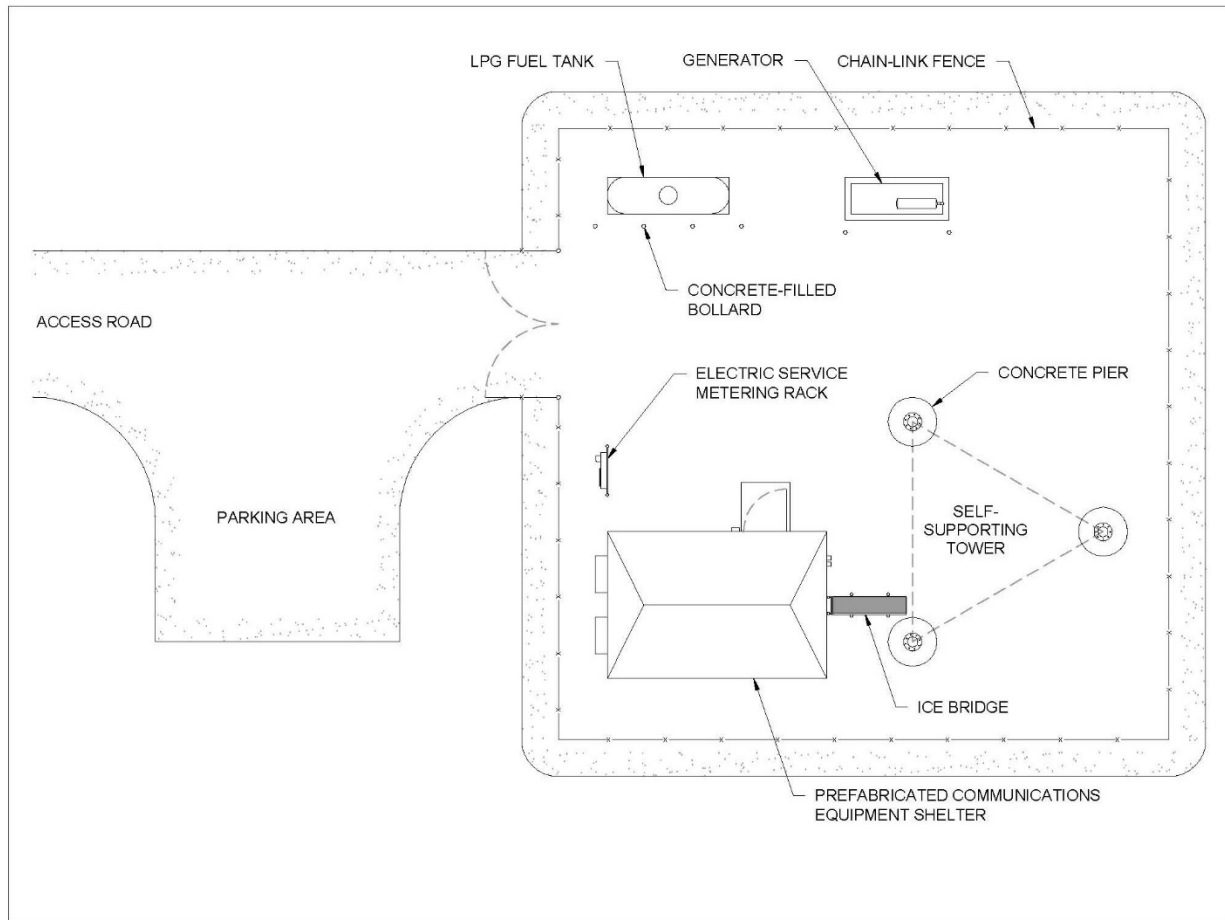 LPG FUEL TANK
GENERATOR
CHAIN-LINK FENCE
CONCRETE-FILLED
BOLLARD
ACCESS ROAD
ELECTRIC SERVICE
METERING RACK
CONCRETE PIER
PARKING AREA
SELF-
SUPPORTING
TOWER
ICE BRIDGE
PREFABRICATED COMMUNICATIONS
EQUIPMENT SHELTER